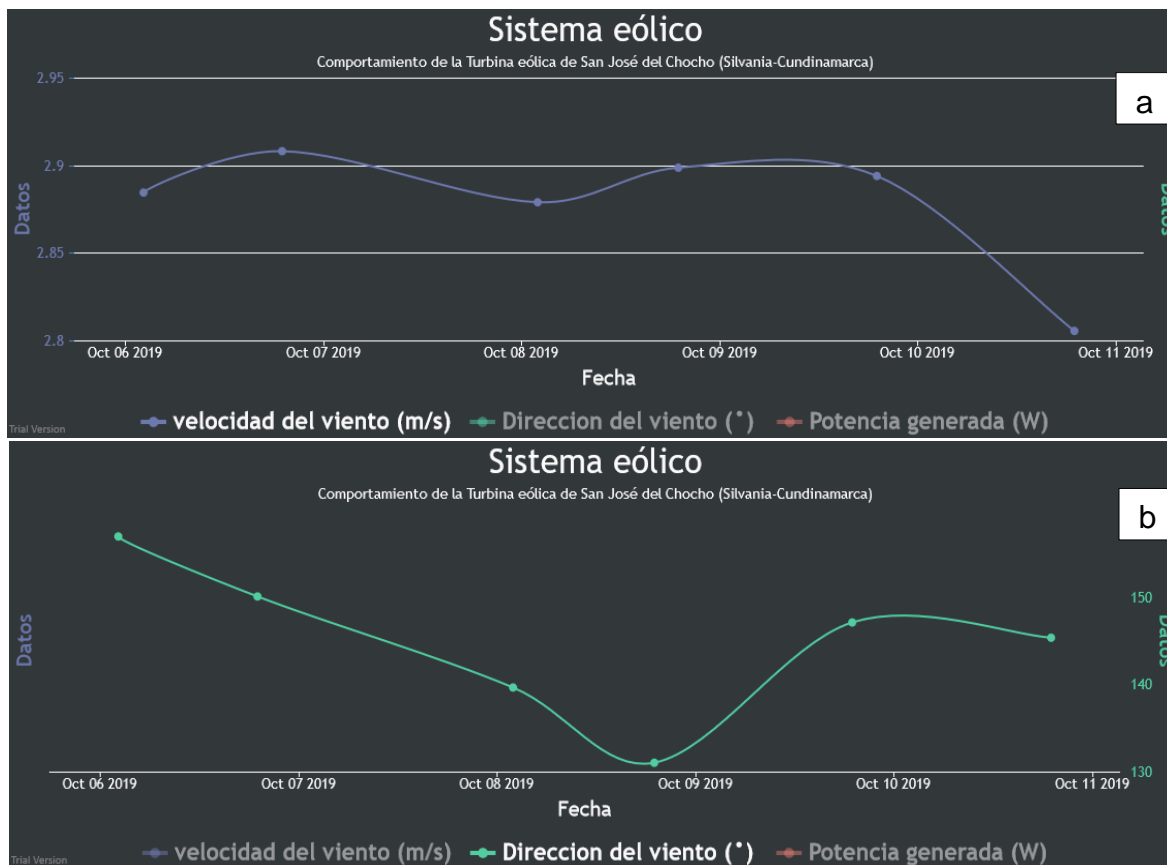 Sistema eólico
Comportamiento de la Turbina eólica de San José del Chocho (Silvania-Cundinamarca)
2.95
a
2.9
Datos
Datos
2.85
2.8
Oct 06 2019 Oct 07 2019 Oct 08 2019 Oct 09 2019 Oct 10 2019 Oct 11 2019
Fecha
velocidad del viento (m/s) Direccion del viento (°) Potencia generada (W)
Trial Version
Sistema eólico
Comportamiento de la Turbina eólica de San José del Chocho (Silvania-Cundinamarca)
b
150
Datos
Datos
140
130
Oct 06 2019 Oct 07 2019 Oct 08 2019 Oct 09 2019 Oct 10 2019 Oct 11 2019
Fecha
velocidad del viento (m/s) Direccion del viento (°) Potencia generada (W)
Trial Version